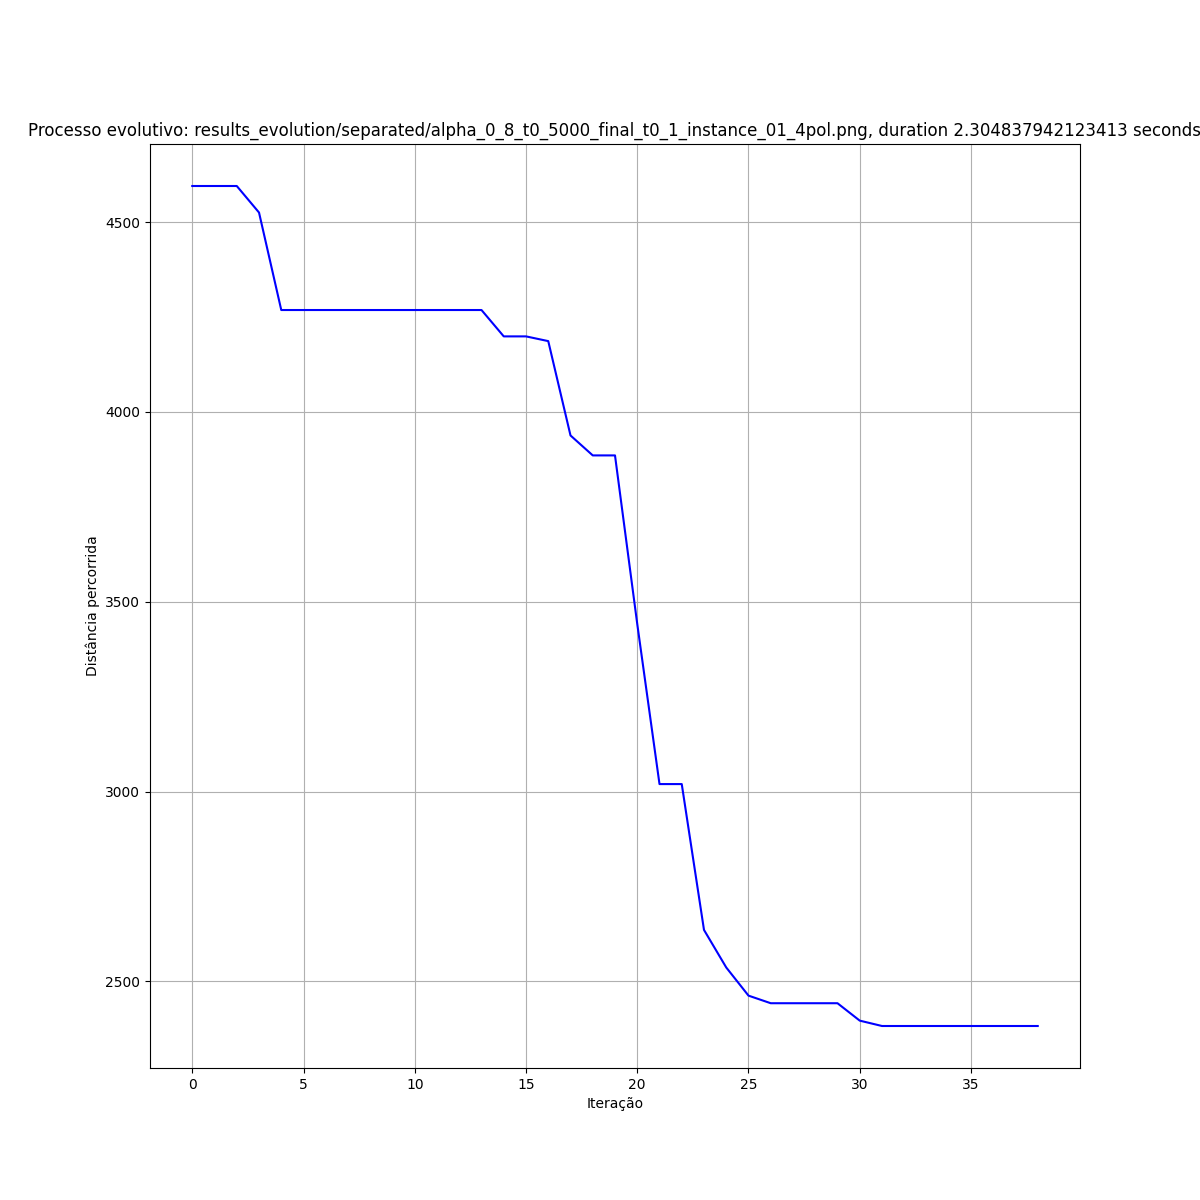 Processo evolutivo: results_evolution/separated/alpha_0_8_t0_5000_final_t0_1_instance_01_4pol.png, duration 2.304837942123413 seconds
4500
4000
3500
3000
2500
Distância percorrida
0 5 10 15 20 25 30 35
Iteração